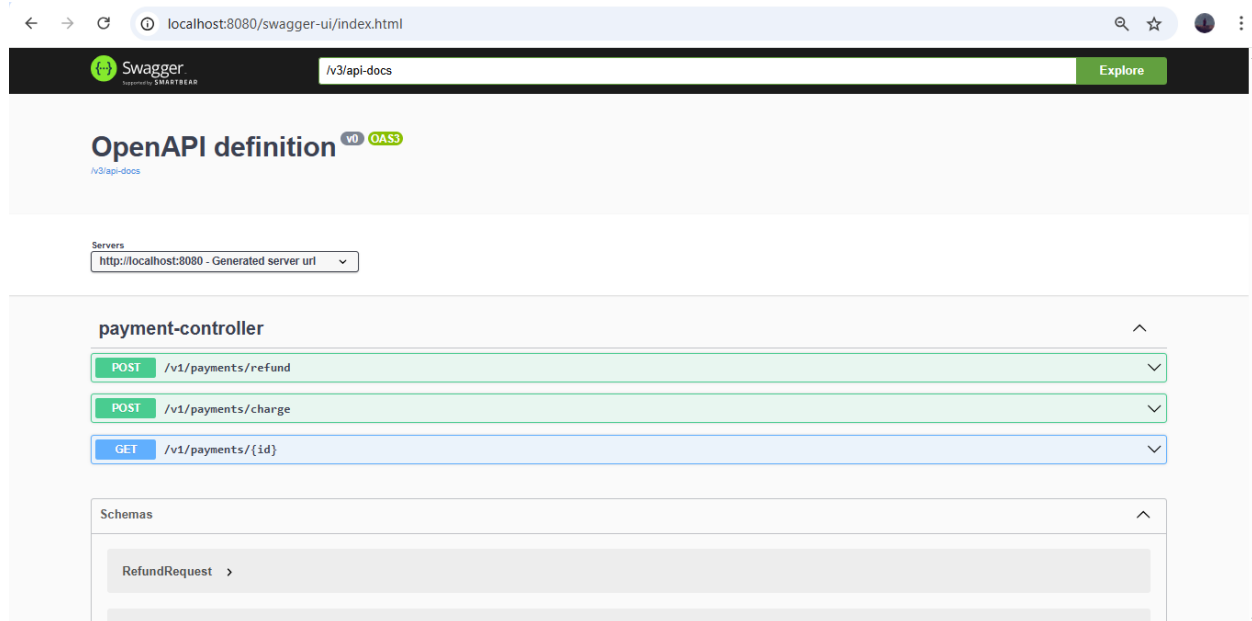 localhost:8080/swagger-ui/index.html
Swagger.
Supported by SMARTBEAR
/v3/api-docs
Explore
OpenAPI definition v0 OAS3
/v3/api-docs
Servers
http://localhost:8080 - Generated server url
payment-controller
POST /v1/payments/refund
POST /v1/payments/charge
GET /v1/payments/{id}
Schemas
RefundRequest